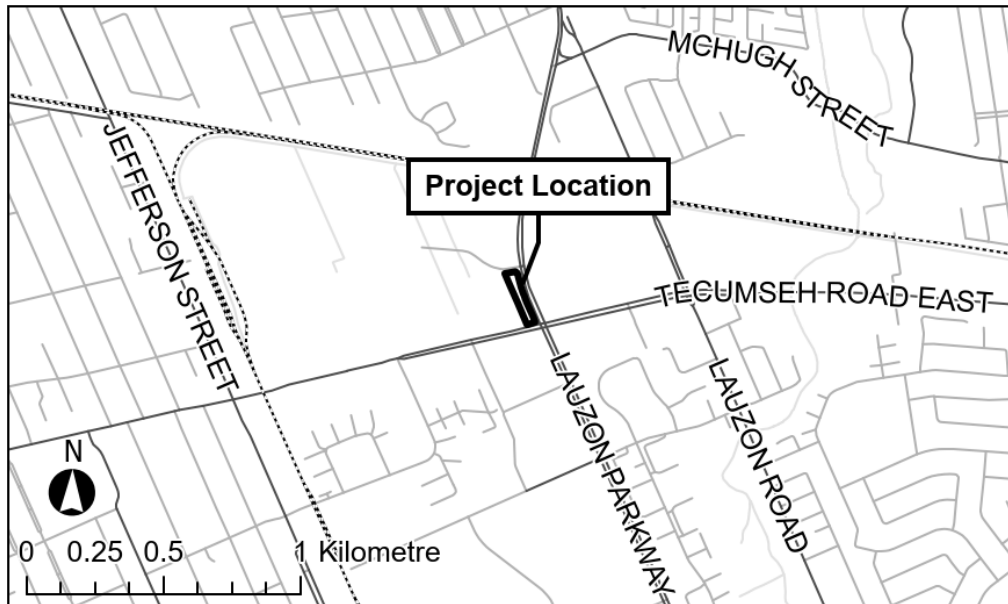 MCHUGH STREET
JEFFERSON STREET
Project Location
TECUMSEH ROAD EAST
LAUZON PARKWAY
LAUZON ROAD
N
0 0.25 0.5 1 Kilometre